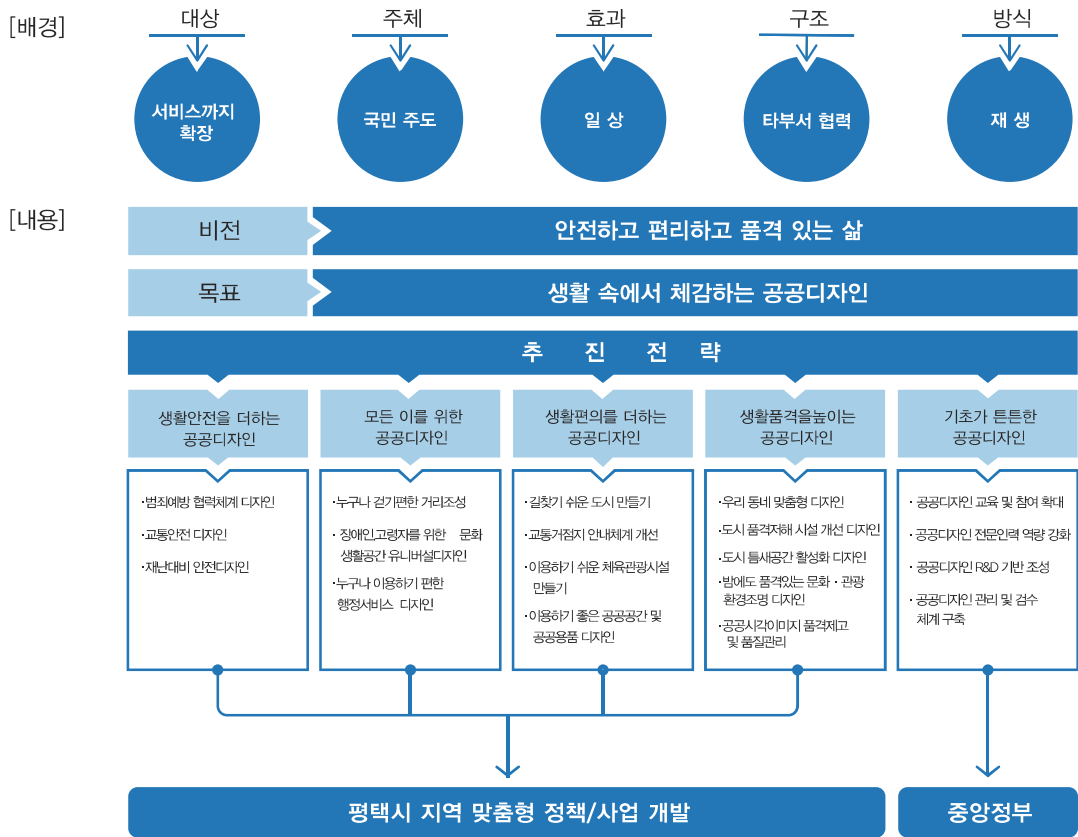 [배경]
대상
주체
효과
구조
방식
서비스까지
확장
국민 주도
일 상
타부서 협력
재 생
[내용]
비전
안전하고 편리하고 품격 있는 삶
목표
생활 속에서 체감하는 공공디자인
추 진 전 략
생활안전을 더하는
공공디자인
모든 이를 위한
공공디자인
생활편의를 더하는
공공디자인
생활품격을높이는
공공디자인
기초가 튼튼한
공공디자인
·범죄예방 협력체계 디자인
·교통안전 디자인
·재난대비 안전디자인
·누구나 걷기편한 거리조성
· 장애인,고령자를 위한 문화
생활공간 유니버설디자인
·누구나 이용하기 편한
행정서비스 디자인
·길찾기 쉬운 도시 만들기
·교통거점지 안내체계 개선
·이용하기 쉬운 체육관광시설
만들기
·이용하기 좋은 공공공간 및
공공용품 디자인
·우리 동네 맞춤형 디자인
·도시 품격저해 시설 개선 디자인
·도시 틈새공간 활성화 디자인
·밤에도 품격있는 문화 · 관광
환경조명 디자인
·공공시각이미지 품격제고
및 품질관리
· 공공디자인 교육 및 참여 확대
· 공공디자인 전문인력 역량 강화
· 공공디자인 R&D 기반 조성
· 공공디자인 관리 및 검수
체계 구축
평택시 지역 맞춤형 정책/사업 개발
중앙정부